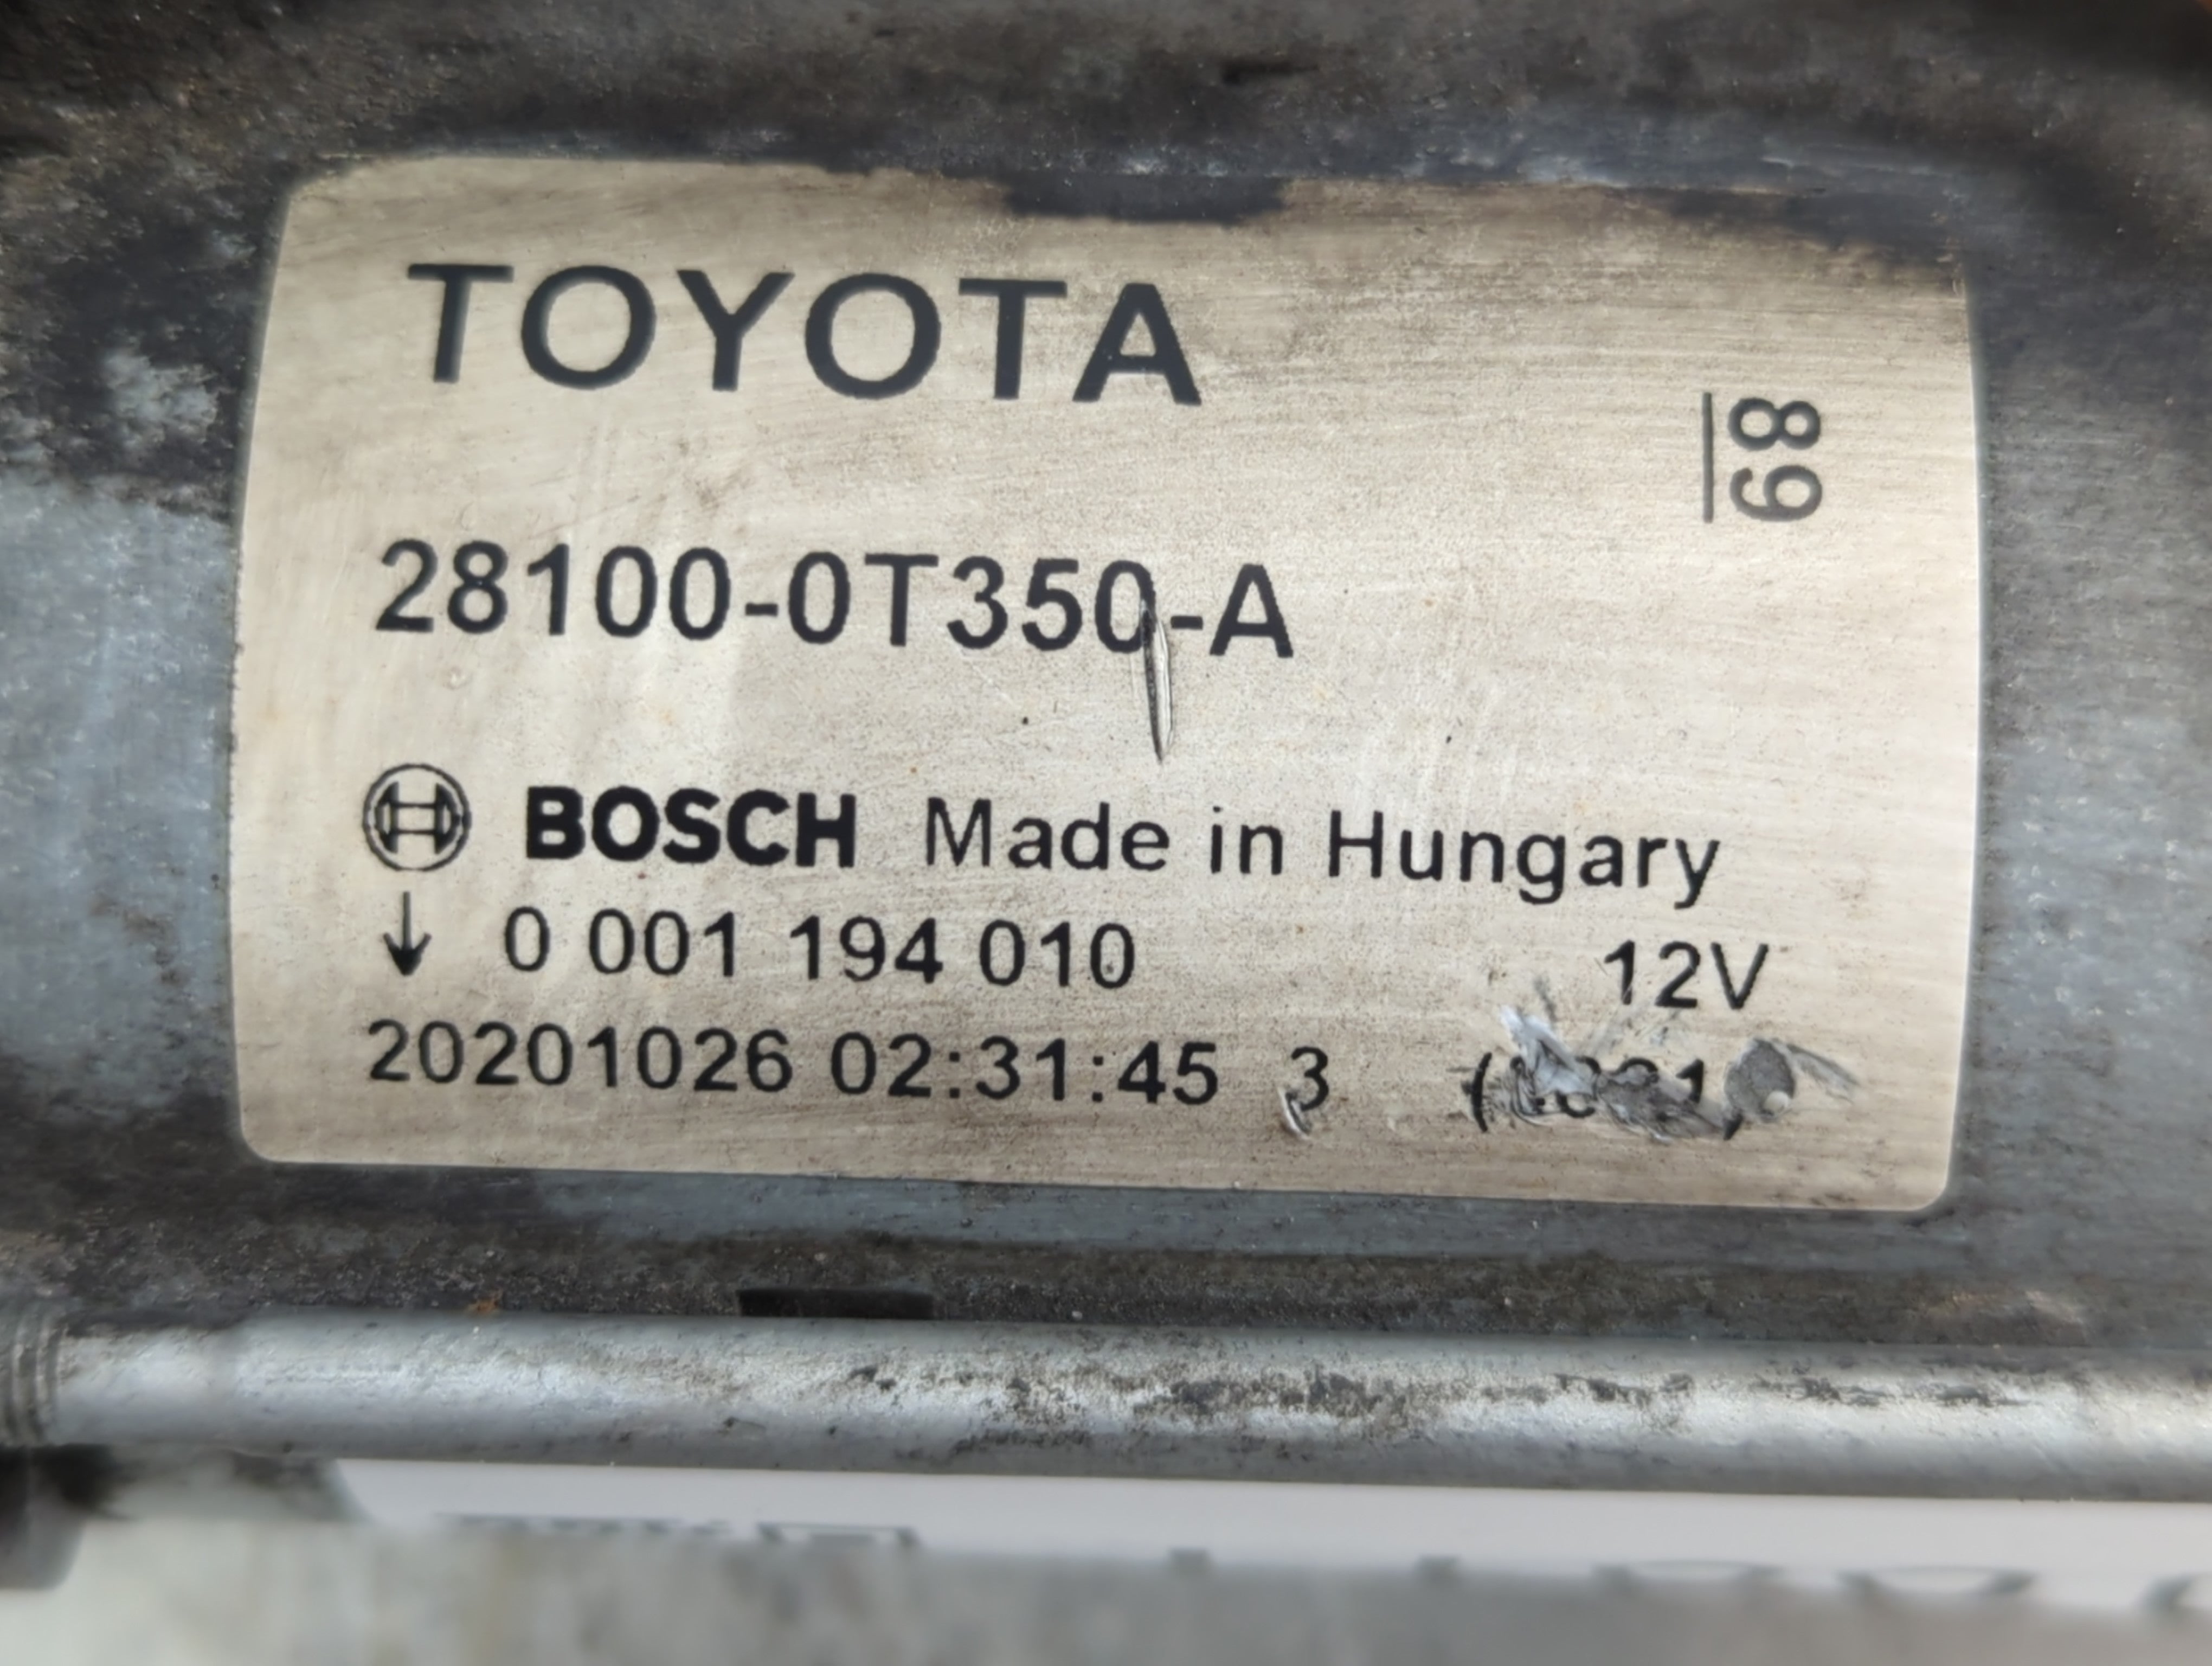 TOYOTA
89
28100-0T350-A
BOSCH Made in Hungary
↓ 0 001 194 010 12V
20201026 02:31:45 3